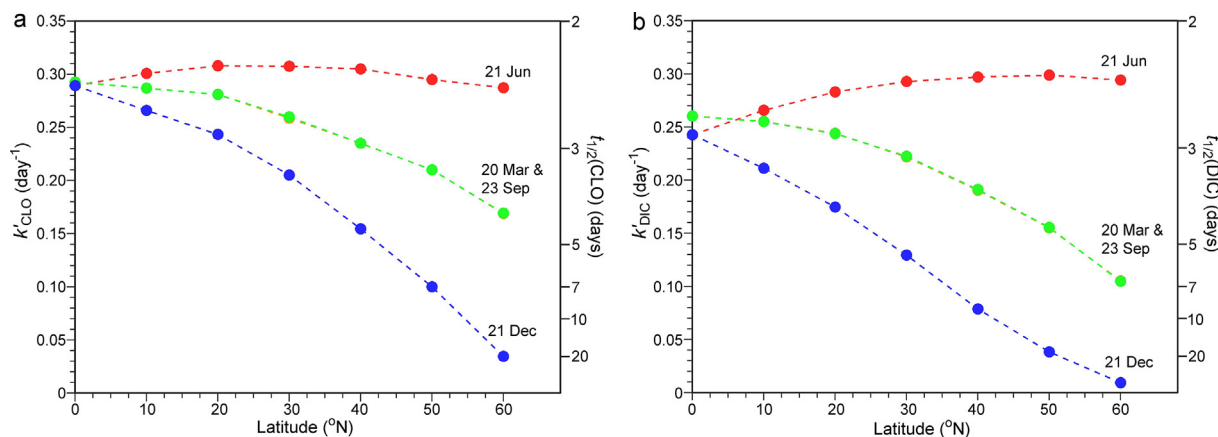 a
0.35
0.30
0.25
0.20
0.15
0.10
0.05
0
k′CLO (day-1)
21 Jun
20 Mar &
23 Sep
21 Dec
2
3
5
7
10
20
t1/2(CLO) (days)
0 10 20 30 40 50 60
Latitude (oN)
b
0.35
0.30
0.25
0.20
0.15
0.10
0.05
0
k′DIC (day-1)
21 Jun
20 Mar &
23 Sep
21 Dec
2
3
5
7
10
20
t1/2(DIC) (days)
0 10 20 30 40 50 60
Latitude (oN)